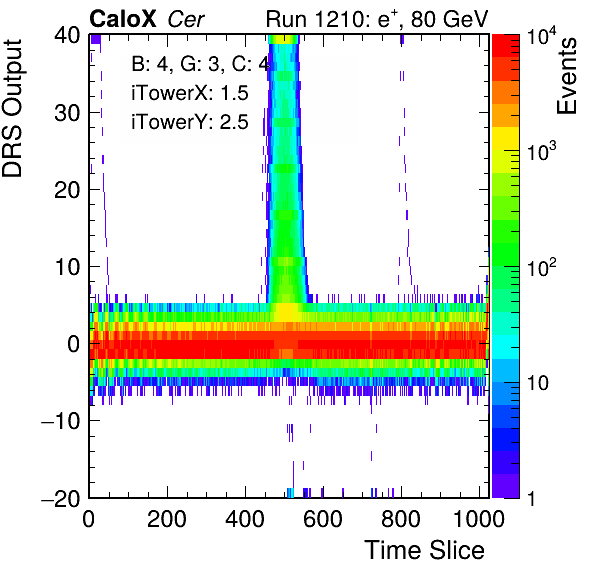 CaloX Cer Run 1210: e+, 80 GeV
B: 4, G: 3, C: 4
iTowerX: 1.5
iTowerY: 2.5
DRS Output
40
30
20
10
0
−10
−20
0 200 400 600 800 1000
Time Slice
Events
10^4
10^3
10^2
10
1